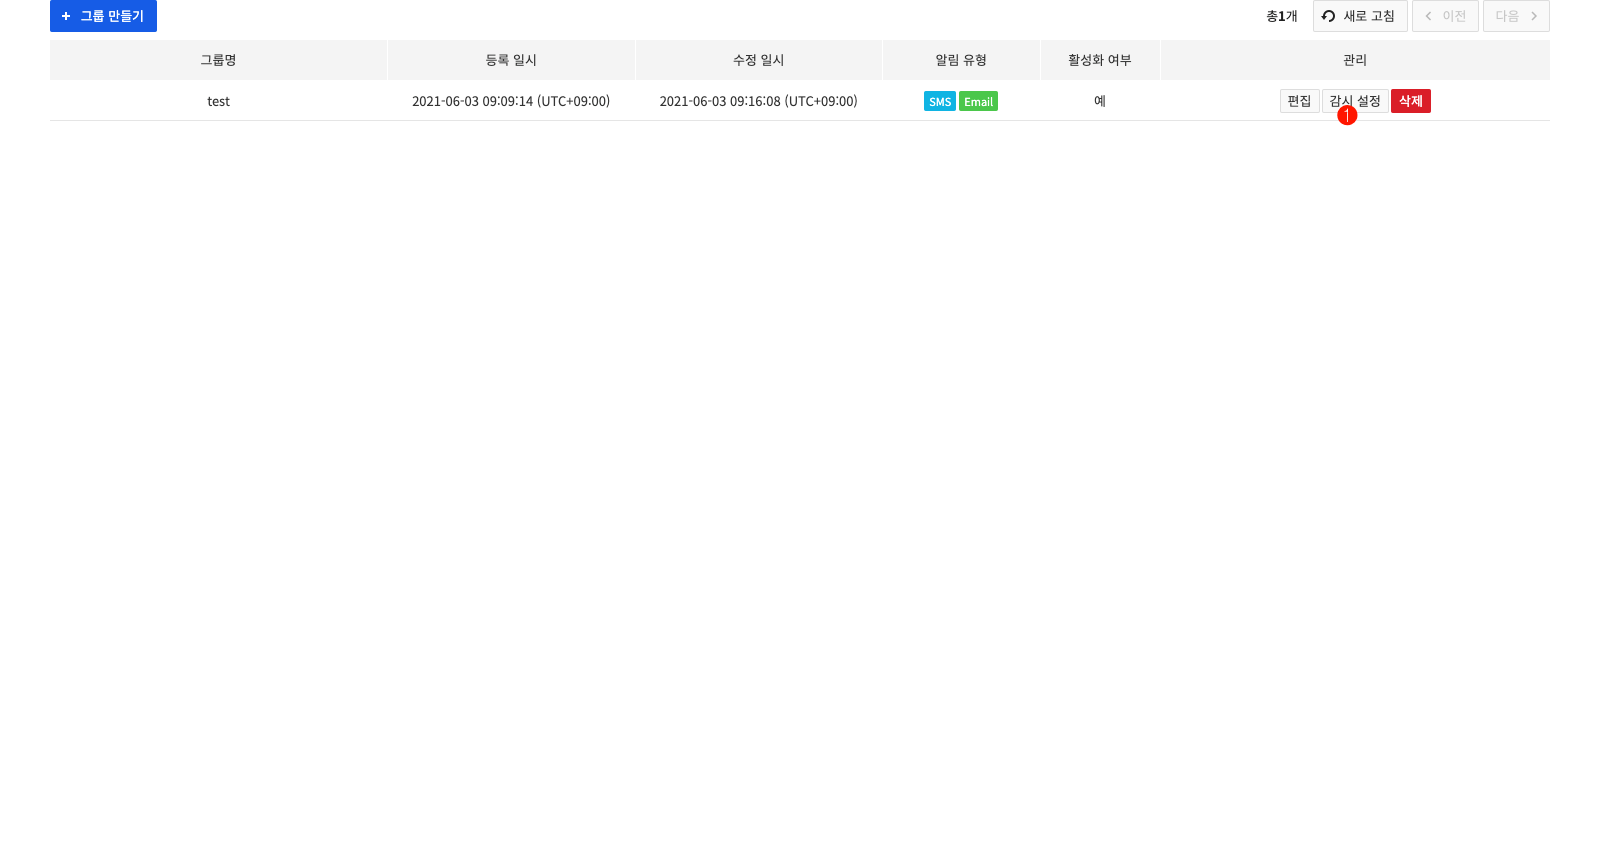 + 그룹 만들기 총1개 새로 고침 이전 다음
그룹명 등록 일시 수정 일시 알림 유형 활성화 여부 관리
test 2021-06-03 09:09:14 (UTC+09:00) 2021-06-03 09:16:08 (UTC+09:00) SMS Email 예 편집 감시 설정 삭제
1